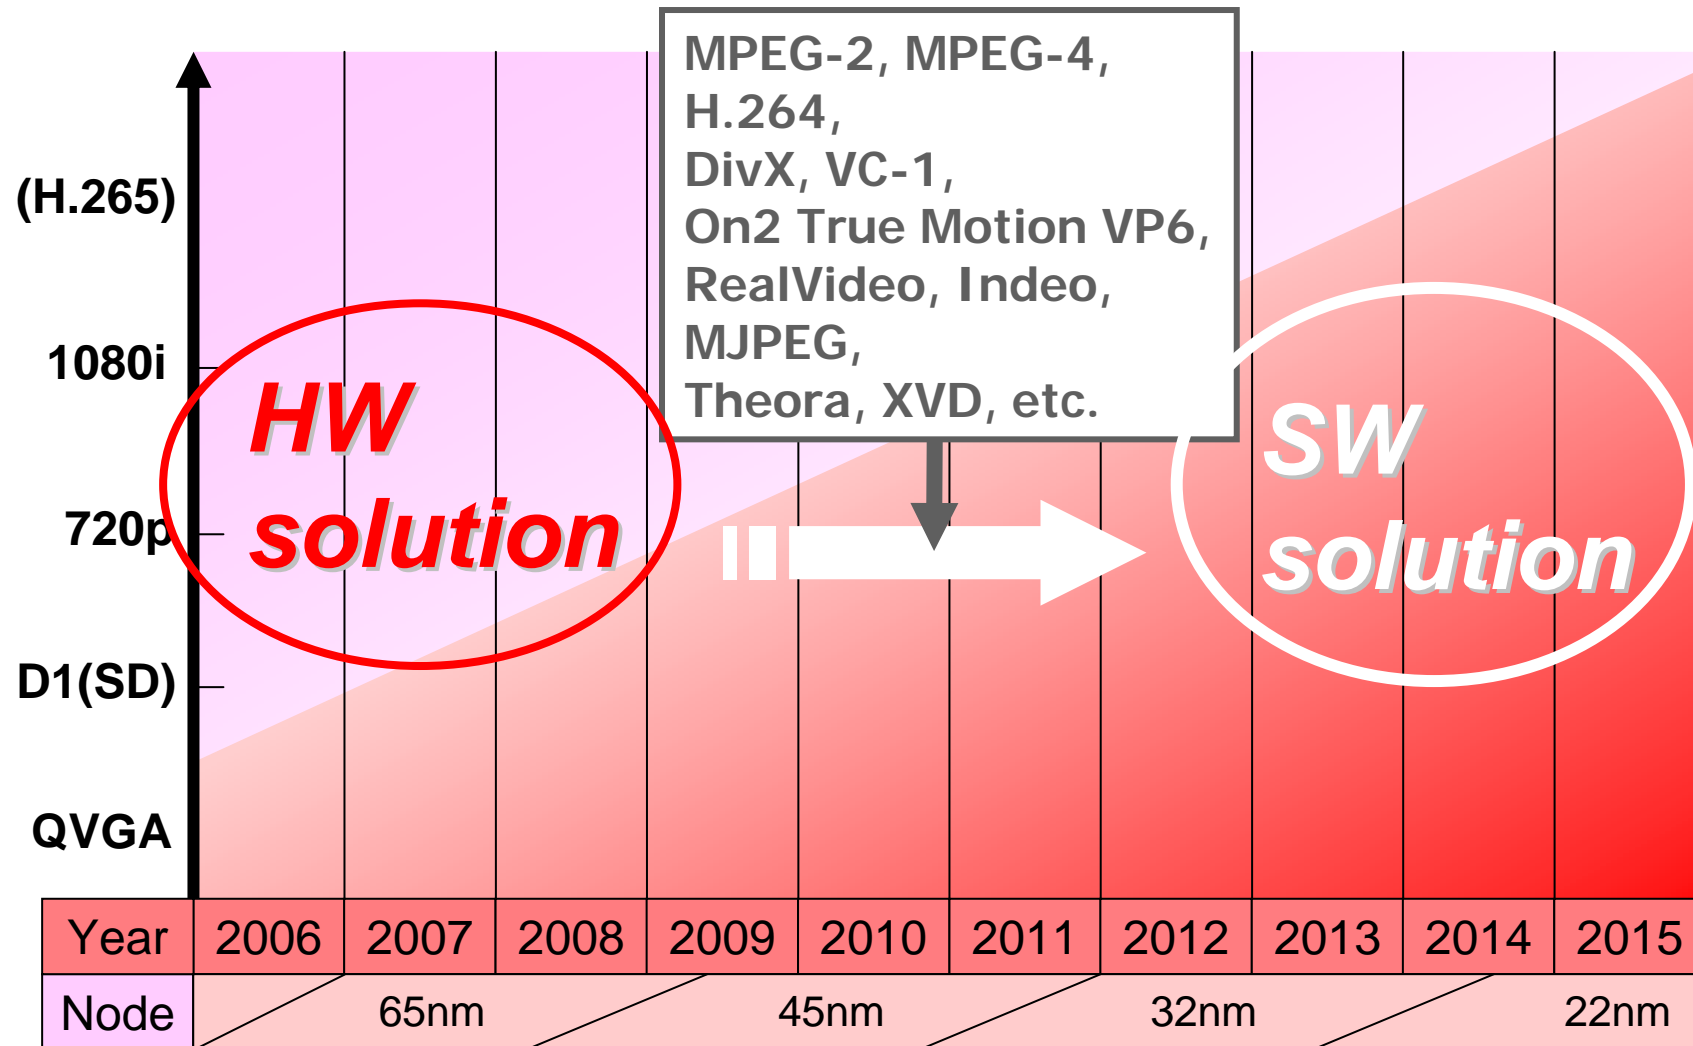 MPEG-2, MPEG-4,
H.264,
DivX, VC-1,
On2 True Motion VP6,
RealVideo, Indeo,
MJPEG,
Theora, XVD, etc.
(H.265)
1080i
720p
D1(SD)
QVGA
HW
solution
SW
solution
Year 2006 2007 2008 2009 2010 2011 2012 2013 2014 2015
Node 65nm 45nm 32nm 22nm